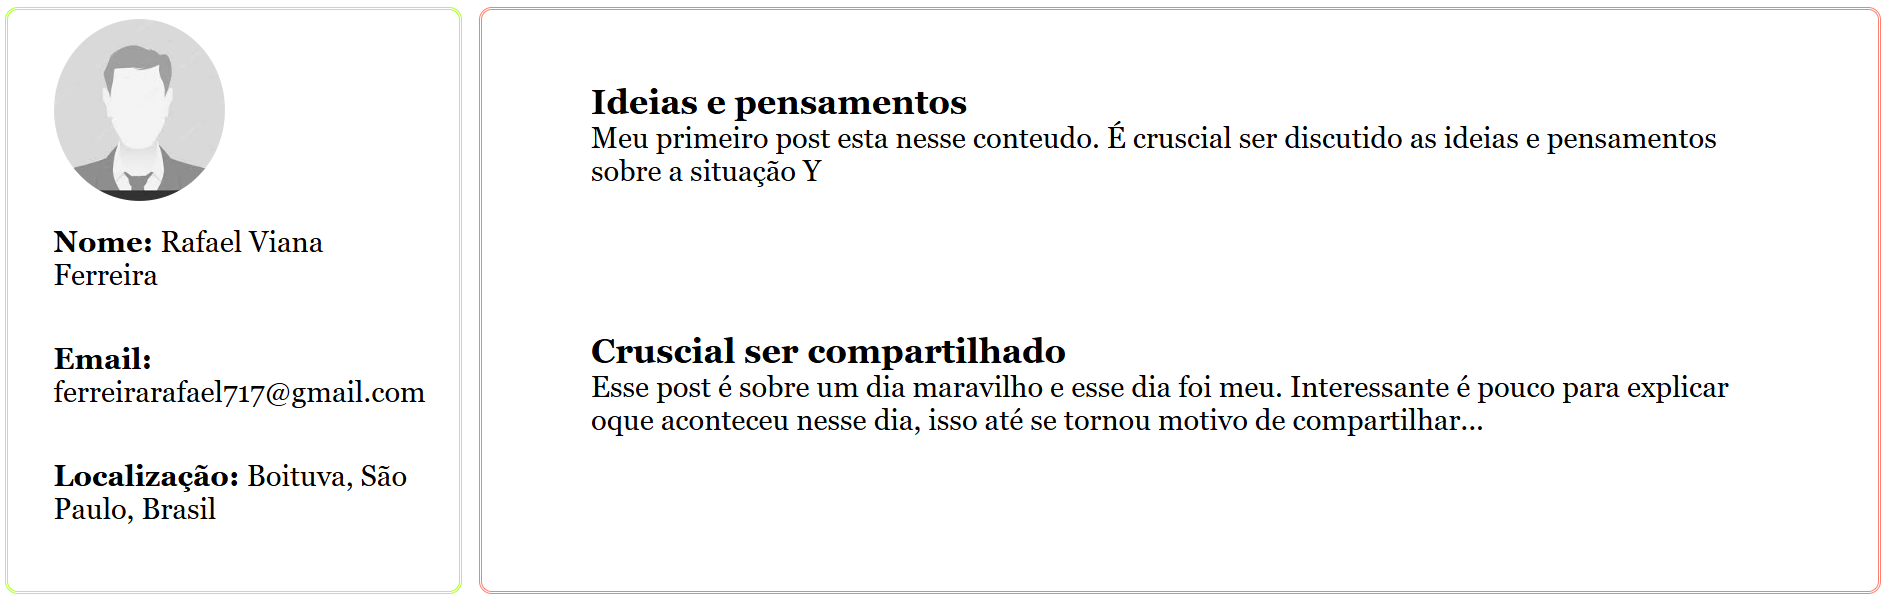 Nome: Rafael Viana
Ferreira
Email:
ferreirarafael717@gmail.com
Localização: Boituva, São
Paulo, Brasil
Ideias e pensamentos
Meu primeiro post esta nesse conteudo. É cruscial ser discutido as ideias e pensamentos
sobre a situação Y
Cruscial ser compartilhado
Esse post é sobre um dia maravilho e esse dia foi meu. Interessante é pouco para explicar
oque aconteceu nesse dia, isso até se tornou motivo de compartilhar...